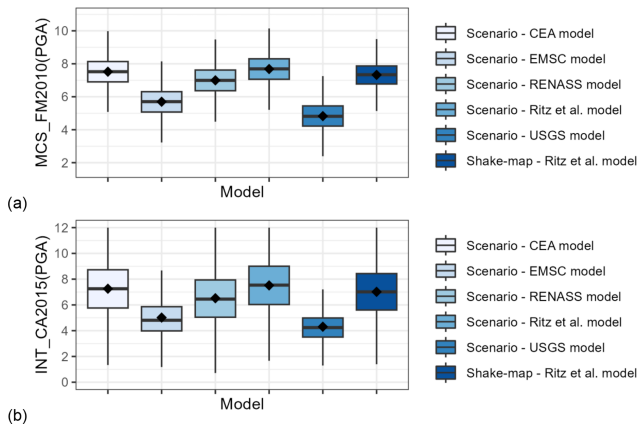 10
8
6
4
2
MCS_FM2010(PGA)
Model
(a)
Scenario - CEA model
Scenario - EMSC model
Scenario - RENASS model
Scenario - Ritz et al. model
Scenario - USGS model
Shake-map - Ritz et al. model
12
10
8
6
4
2
0
INT_CA2015(PGA)
Model
(b)
Scenario - CEA model
Scenario - EMSC model
Scenario - RENASS model
Scenario - Ritz et al. model
Scenario - USGS model
Shake-map - Ritz et al. model